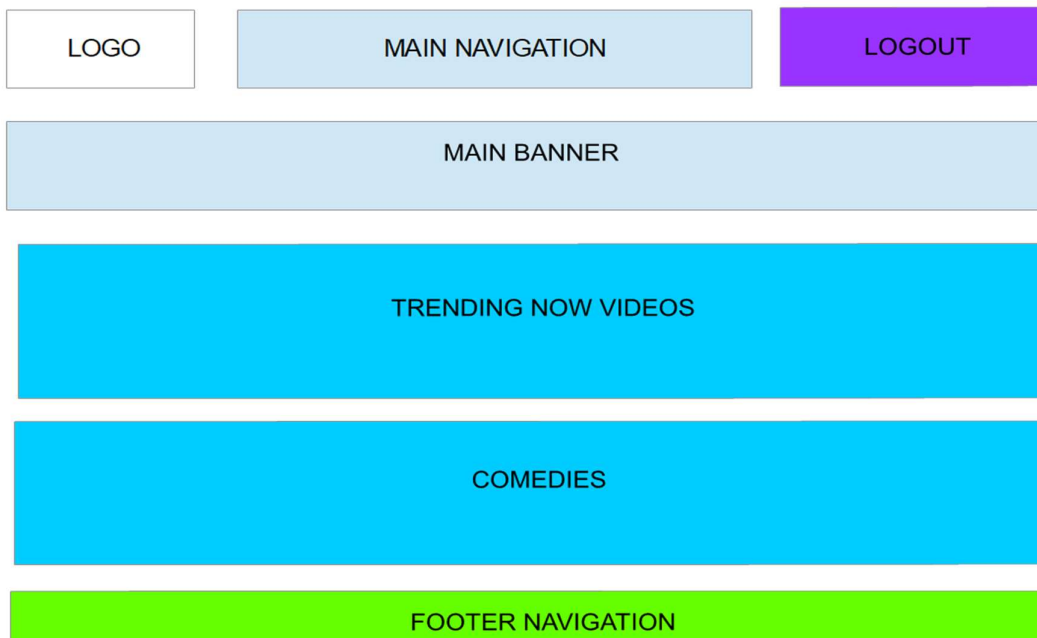 LOGO
MAIN NAVIGATION
LOGOUT
MAIN BANNER
TRENDING NOW VIDEOS
COMEDIES
FOOTER NAVIGATION